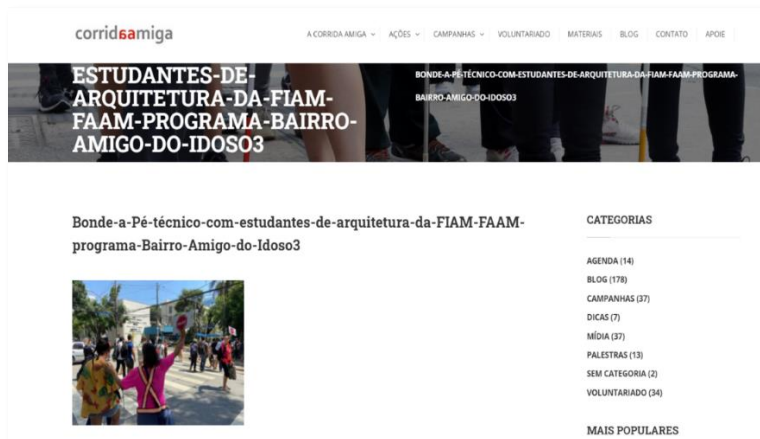 corridaamiga
A CORRIDA AMIGA
AÇÕES
CAMPANHAS
VOLUNTARIADO
MATERIAIS
BLOG
CONTATO
APOIE
ESTUDANTES-DE-
ARQUITETURA-DA-FIAM-
FAAM-PROGRAMA-BAIRRO-
AMIGO-DO-IDOSO3
BONDE-A-PÉ-TÉCNICO-COM-ESTUDANTES-DE-ARQUITETURA-DA-FIAM-FAAM-PROGRAMA-
BAIRRO-AMIGO-DO-IDOSO3
Bonde-a-Pé-técnico-com-estudantes-de-arquitetura-da-FIAM-FAAM-
programa-Bairro-Amigo-do-Idoso3
CATEGORIAS
AGENDA (14)
BLOG (178)
CAMPANHAS (37)
DICAS (7)
MÍDIA (37)
PALESTRAS (13)
SEM CATEGORIA (2)
VOLUNTARIADO (34)
MAIS POPULARES